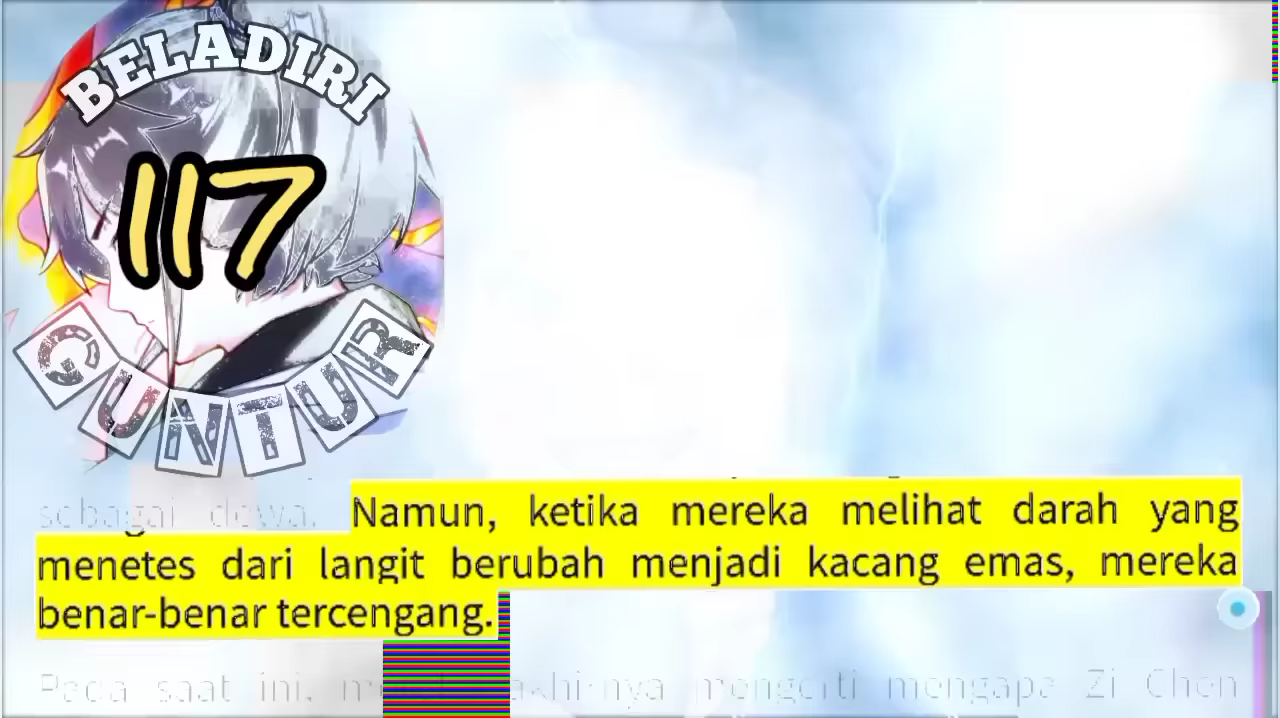 BELADIRI
117
GUNTUR
sebagai dewa. Namun, ketika mereka melihat darah yang
menetes dari langit berubah menjadi kacang emas, mereka
benar-benar tercengang.
Pada saat ini, akhirnya mengerti mengapa Zi Chen